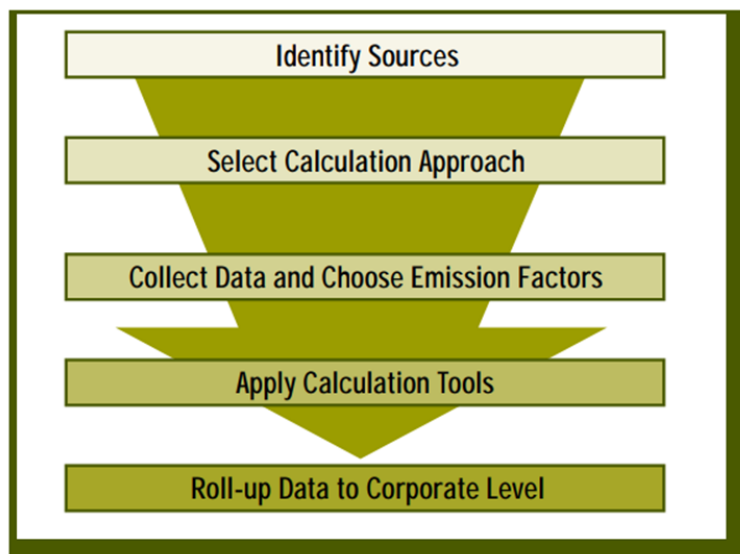 Identify Sources
Select Calculation Approach
Collect Data and Choose Emission Factors
Apply Calculation Tools
Roll-up Data to Corporate Level